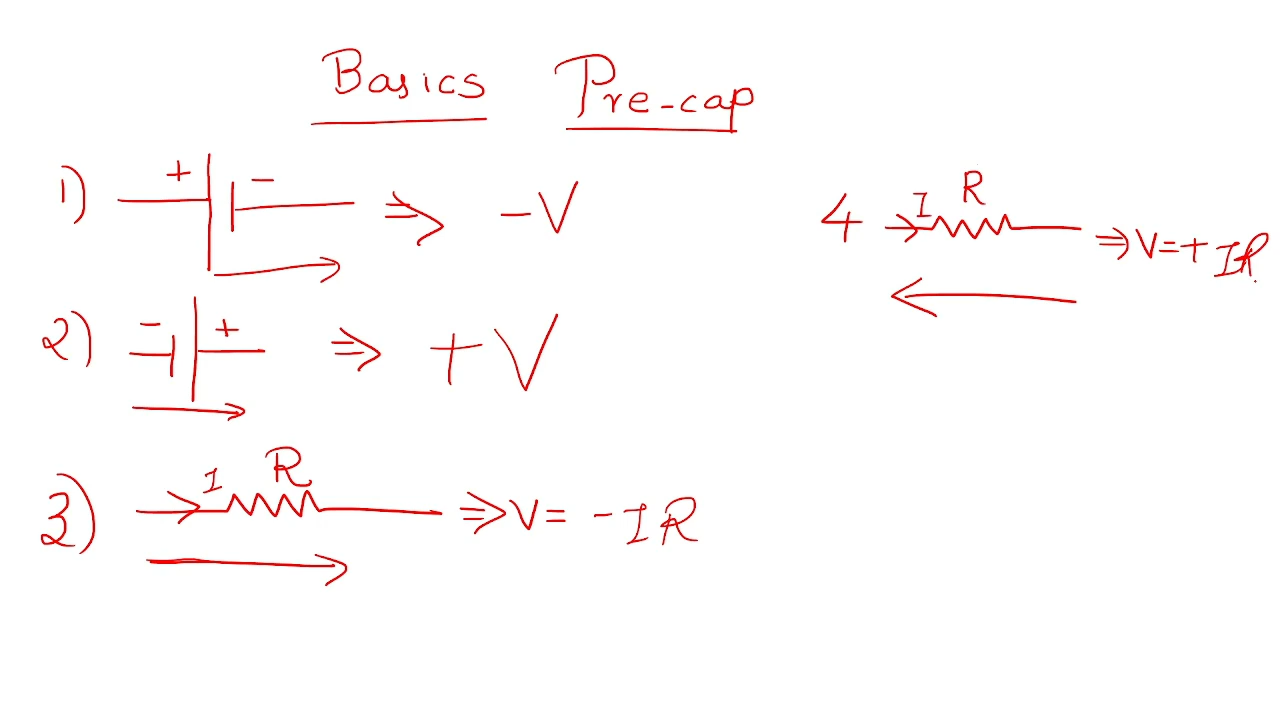 Basics Pre-cap
1) + - ⇒ -V
2) - + ⇒ +V
3) I R ⇒ V = -IR
4 I R ⇒ V = + IR